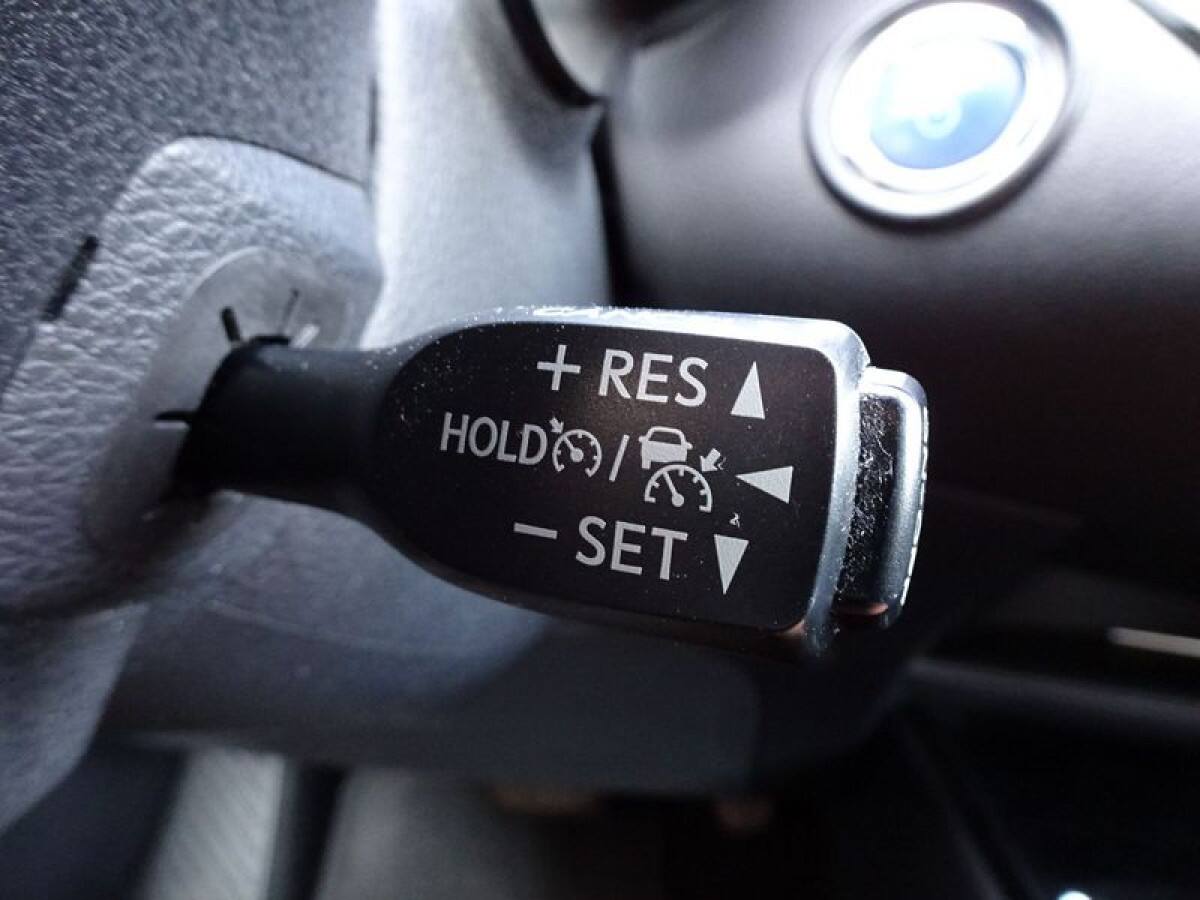 + RES
HOLD /
− SET